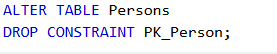 ALTER TABLE Persons
DROP CONSTRAINT PK_Person;